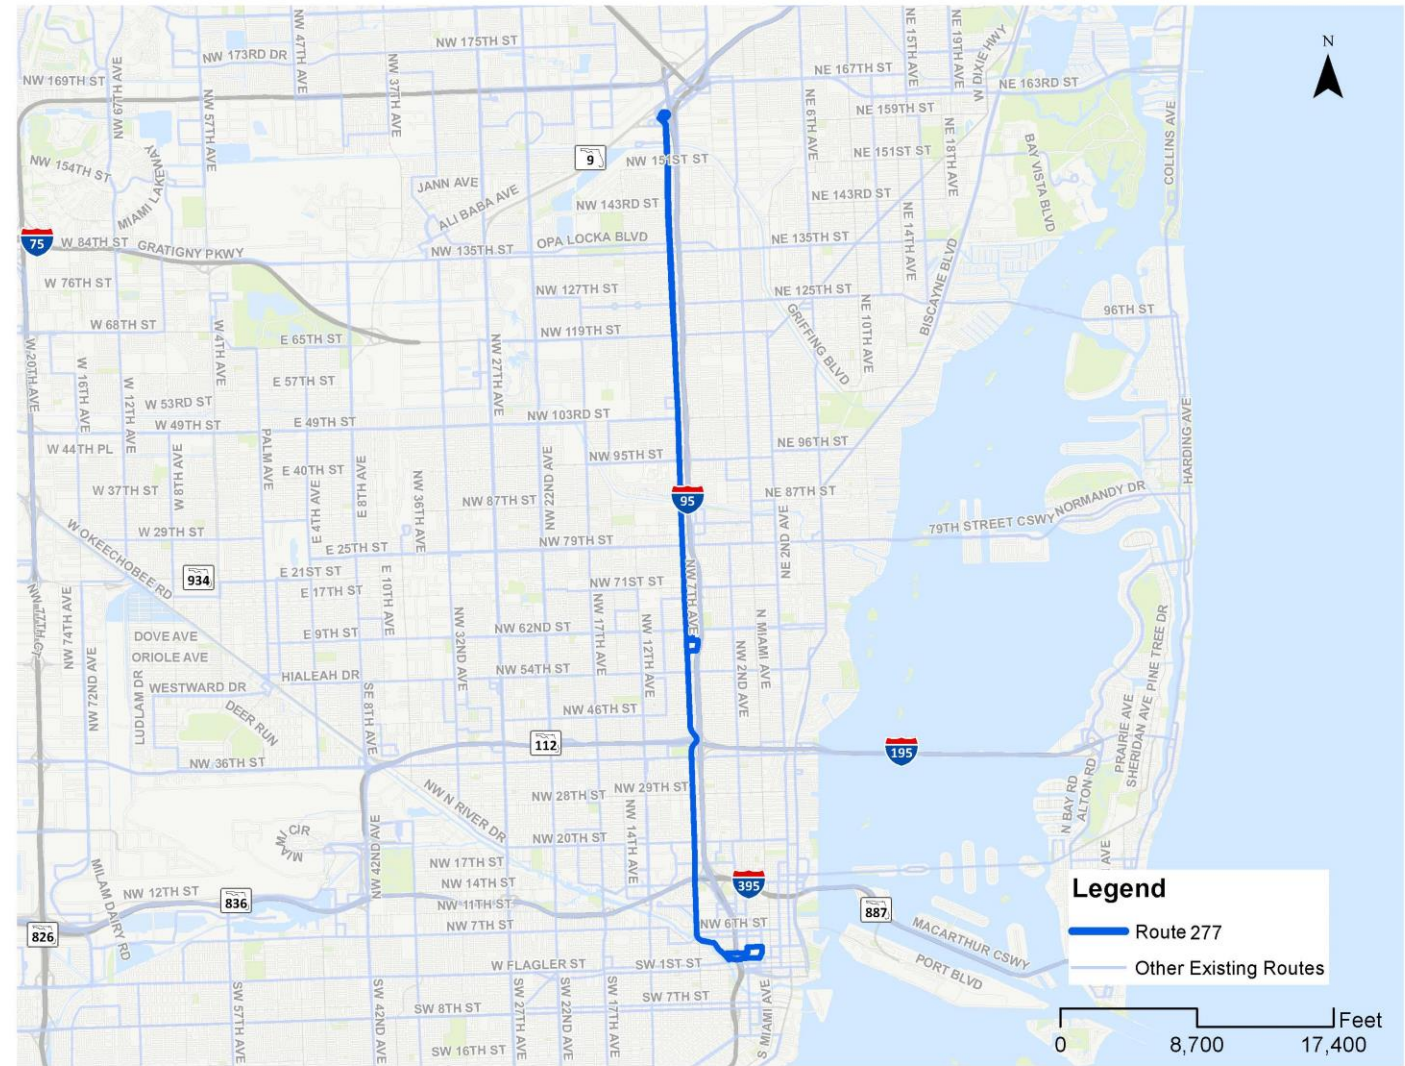 NW 47TH AVE
NW 175TH ST
NW 173RD DR
NW 169TH ST
NW 67TH AVE
NW 57TH AVE
NW 37TH AVE
NE 15TH AVE
NE 19TH AVE
W DIXIE HWY
NE 167TH ST
NE 163RD ST
N
NE 6TH AVE
NE 159TH ST
NE 18TH AVE
COLLINS AVE
NE 151ST ST
BAY VISTA BLVD
9
NW 151ST ST
NW 154TH ST
MIAMI LAKEWAY
JANN AVE
ALI BABA AVE
NW 143RD ST
NE 143RD ST
NE 14TH AVE
75
W 84TH ST
GRATIGNY PKWY
NW 135TH ST
OPA LOCKA BLVD
NE 135TH ST
BISCAYNE BLVD
W 76TH ST
NW 127TH ST
NE 125TH ST
NE 10TH AVE
GRIFFING BLVD
96TH ST
W 68TH ST
W 4TH AVE
E 65TH ST
NW 119TH ST
NW 27TH AVE
W 20TH AVE
W 19TH AVE
W 12TH AVE
E 57TH ST
W 53RD ST
W 49TH ST
E 49TH ST
NW 103RD ST
HARDING AVE
W 44TH PL
W 8TH AVE
PALM AVE
E 40TH ST
E 8TH AVE
NW 36TH AVE
NW 22ND AVE
NW 95TH ST
NE 96TH ST
W 37TH ST
E 4TH AVE
NW 87TH ST
95
NE 87TH ST
NORMANDY DR
W 29TH ST
W OKEECHOBEE RD
E 25TH ST
NW 79TH ST
NE 2ND AVE
79TH STREET CSWY
934
E 21ST ST
E 17TH ST
E 10TH AVE
NW 71ST ST
NW 7TH AVE
NW 77TH CT
NW 74TH AVE
NW 72ND AVE
NW 32ND AVE
NW 17TH AVE
NW 12TH AVE
N MIAMI AVE
NW 2ND AVE
PINE TREE DR
DOVE AVE
ORIOLE AVE
E 9TH ST
NW 62ND ST
LUDLAM DR
WESTWARD DR
HIALEAH DR
NW 54TH ST
DEER RUN
SE 8TH AVE
NW 46TH ST
PRAIRIE AVE
SHERIDAN AVE
112
195
NW 36TH ST
N BAY RD
ALTON RD
NW N RIVER DR
NW 28TH ST
NW 29TH ST
NW 14TH AVE
NW 42ND AVE
NW 20TH ST
MILAM DAIRY RD
NW 17TH ST
NW 14TH ST
NW 12TH ST
836
NW 11TH ST
395
AVE
NW 7TH ST
NW 6TH ST
887
826
MACARTHUR CSWY
PORT BLVD
W FLAGLER ST
SW 1ST ST
SW 57TH AVE
SW 42ND AVE
SW 27TH AVE
SW 22ND AVE
SW 17TH AVE
SW 8TH ST
SW 7TH ST
S MIAMI AVE
SW 16TH ST
Legend
Route 277
Other Existing Routes
Feet
0 8,700 17,400